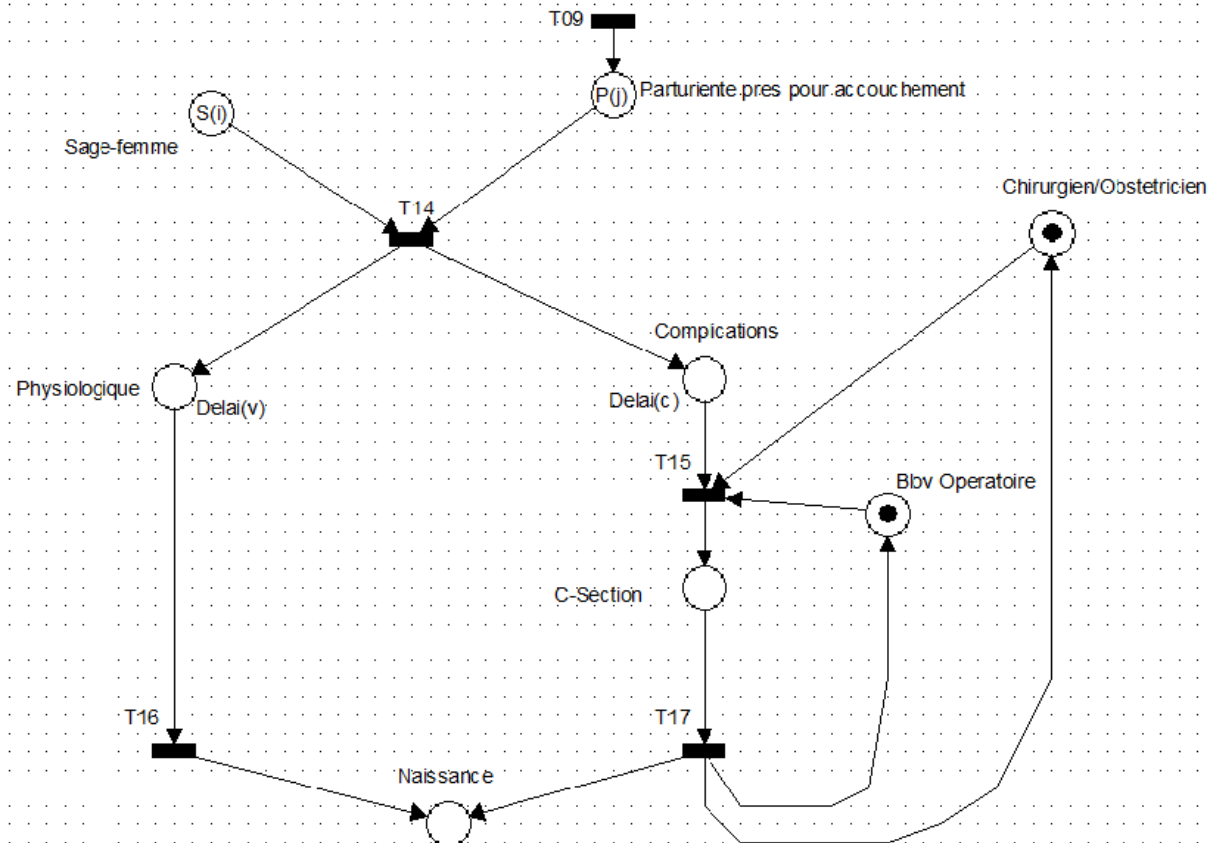 T09
P(j)
Parturiente pres pour accouchement
S(i)
Sage-femme
Chirurgien/Obstetricien
T14
Compications
Physiologique
Delai(v)
Delai(c)
T15
Blov Operatoire
C-Section
T16
T17
Naissance